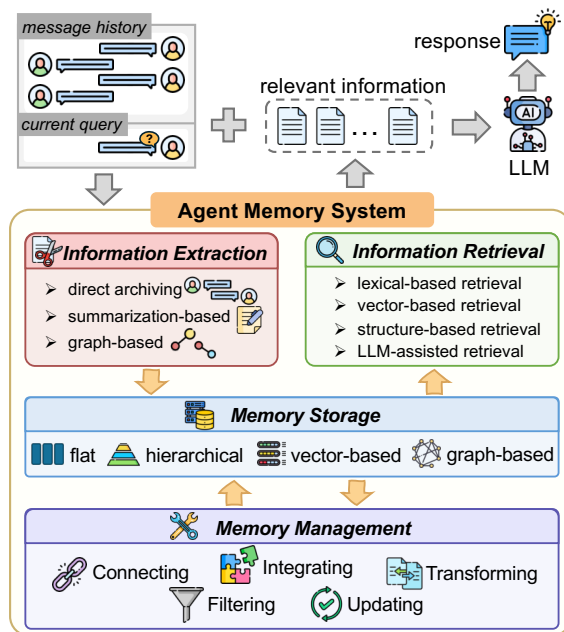 message history
response
relevant information
current query
?
...
AI
LLM
Agent Memory System
Information Extraction
➢ direct archiving
➢ summarization-based
➢ graph-based
Information Retrieval
➢ lexical-based retrieval
➢ vector-based retrieval
➢ structure-based retrieval
➢ LLM-assisted retrieval
Memory Storage
flat hierarchical vector-based graph-based
Memory Management
Connecting Integrating Transforming
Filtering Updating